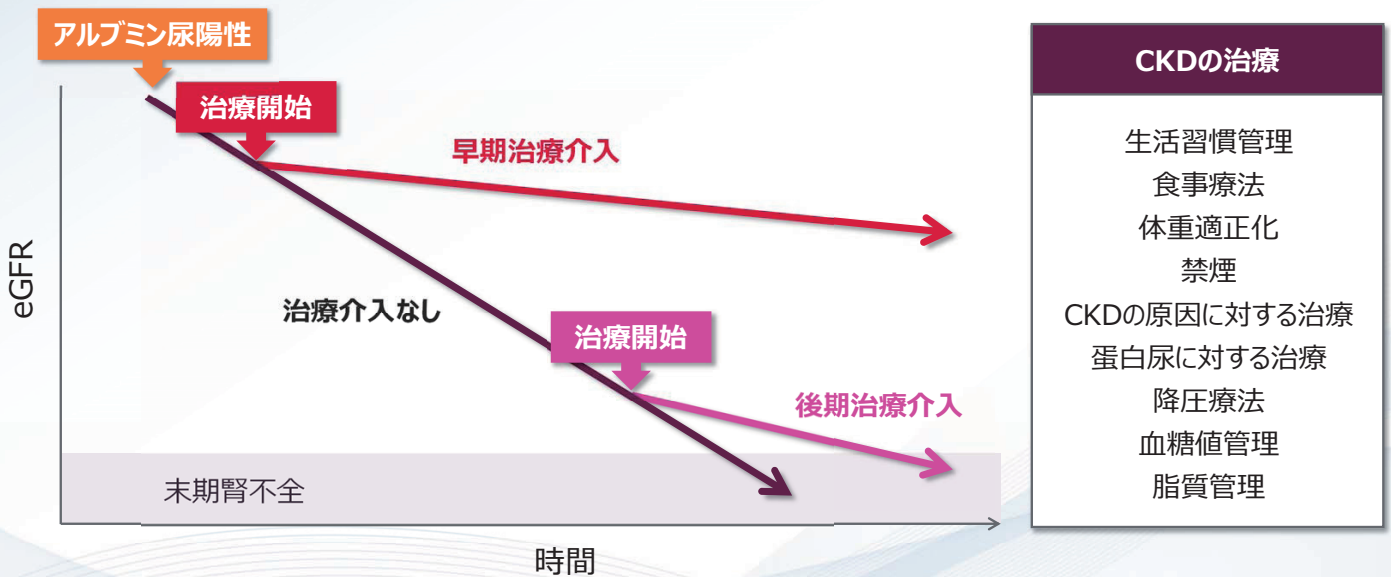 アルブミン尿陽性
治療開始
早期治療介入
治療介入なし
治療開始
後期治療介入
末期腎不全
eGFR
時間
CKDの治療
生活習慣管理
食事療法
体重適正化
禁煙
CKDの原因に対する治療
蛋白尿に対する治療
降圧療法
血糖値管理
脂質管理